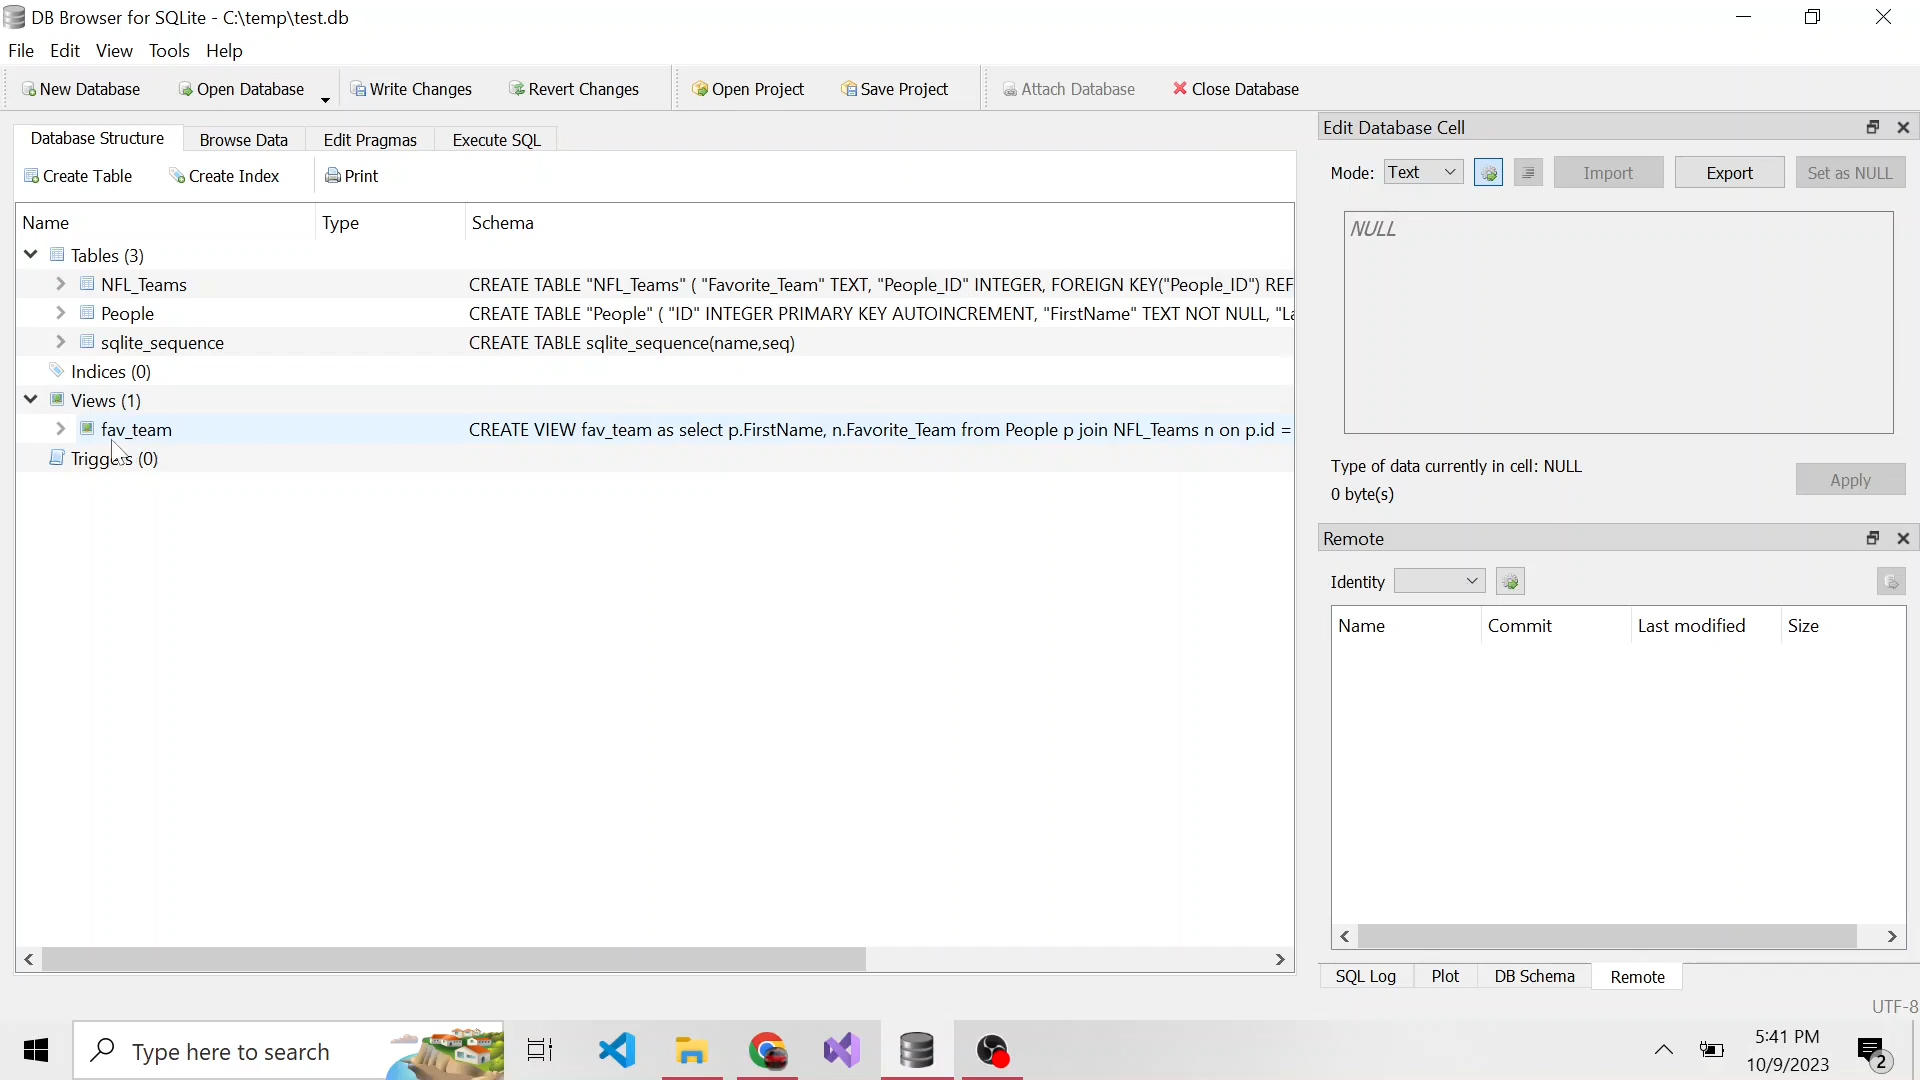 DB Browser for SQLite - C:\temp\test.db
File Edit View Tools Help
New Database Open Database Write Changes Revert Changes Open Project Save Project Attach Database Close Database
Database Structure Browse Data Edit Pragmas Execute SQL
Create Table Create Index Print
Name Type Schema
Tables (3)
NFL_Teams CREATE TABLE "NFL_Teams" ( "Favorite_Team" TEXT, "People_ID" INTEGER, FOREIGN KEY("People_ID") REF
People CREATE TABLE "People" ( "ID" INTEGER PRIMARY KEY AUTOINCREMENT, "FirstName" TEXT NOT NULL, "La
sqlite_sequence CREATE TABLE sqlite_sequence(name,seq)
Indices (0)
Views (1)
fav_team CREATE VIEW fav_team as select p.FirstName, n.Favorite_Team from People p join NFL_Teams n on p.id =
Triggers (0)
Edit Database Cell
Mode: Text Import Export Set as NULL
NULL
Type of data currently in cell: NULL
0 byte(s)
Apply
Remote
Identity
Name Commit Last modified Size
SQL Log Plot DB Schema Remote
UTF-8
Type here to search
5:41 PM
10/9/2023
2